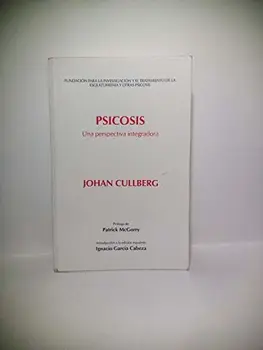 FUNDACIÓN PARA LA INVESTIGACIÓN Y EL TRATAMIENTO DE LA
ESQUIZOFRENIA Y OTRAS PSICOSIS
PSICOSIS
Una perspectiva integradora
JOHAN CULLBERG
Prólogo de
Patrick McGorry
Introducción a la edición española
Ignacio García Cabeza